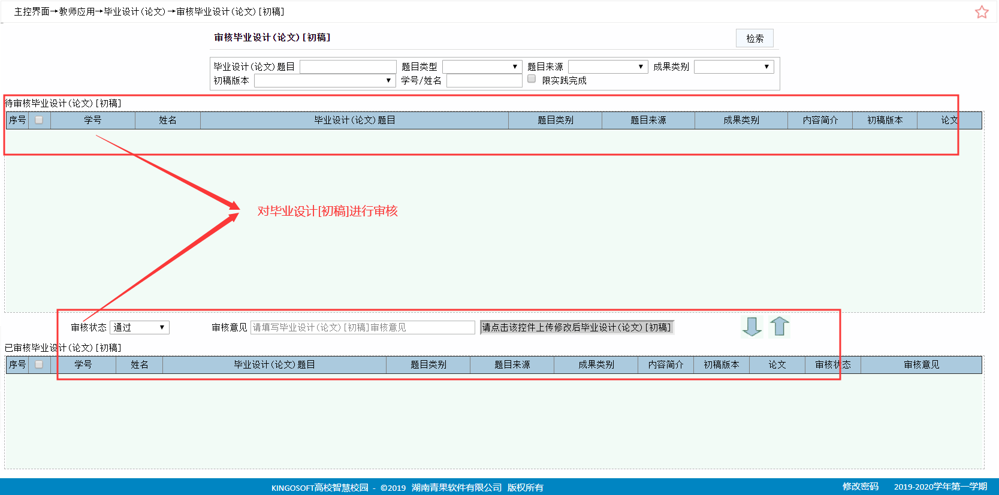 主控界面→教师应用→毕业设计(论文)→审核毕业设计(论文)[初稿]
审核毕业设计(论文)[初稿] 检索
毕业设计(论文)题目 题目类型 题目来源 成果类别
初稿版本 学号/姓名 限实践完成
待审核毕业设计(论文)[初稿]
序号 学号 姓名 毕业设计(论文)题目 题目类别 题目来源 成果类别 内容简介 初稿版本 论文
对毕业设计[初稿]进行审核
审核状态 通过 审核意见 请填写毕业设计(论文)[初稿]审核意见 请点击该控件上传修改后毕业设计(论文)[初稿]
已审核毕业设计(论文)[初稿]
序号 学号 姓名 毕业设计(论文)题目 题目类别 题目来源 成果类别 内容简介 初稿版本 论文 审核状态 审核意见
KINGOSOFT高校智慧校园 - ©2019 湖南青果软件有限公司 版权所有 修改密码 2019-2020学年第一学期